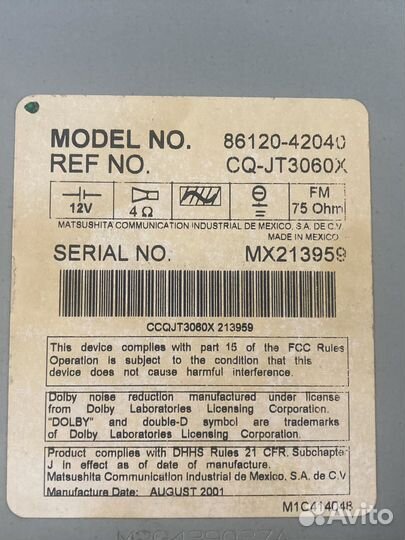 MODEL NO. 86120-42040
REF NO. CQ-JT3060X
12V
4 Ω
FM
75 Ohm
MATSUSHITA COMMUNICATION INDUSTRIAL DE MEXICO, S.A. DE C.V
MADE IN MEXICO
SERIAL NO. MX213959
CCQJT3060X 213959
This device complies with part 15 of the FCC Rules
Operation is subject to the condition that this
device does not cause harmful interference.
Dolby noise reduction manufactured under license
from Dolby Laboratories Licensing Corporation.
"DOLBY" and double-D symbol are trademarks
of Dolby Laboratories Licensing Corporation.
Product complies with DHHS Rules 21 CFR. Subchapte
J in effect as of date of manufacture.
Matsushita Communication Industrial de Mexico, S.A. de C.V
Manufacture Date: AUGUST 2001
M1C414048
Avito